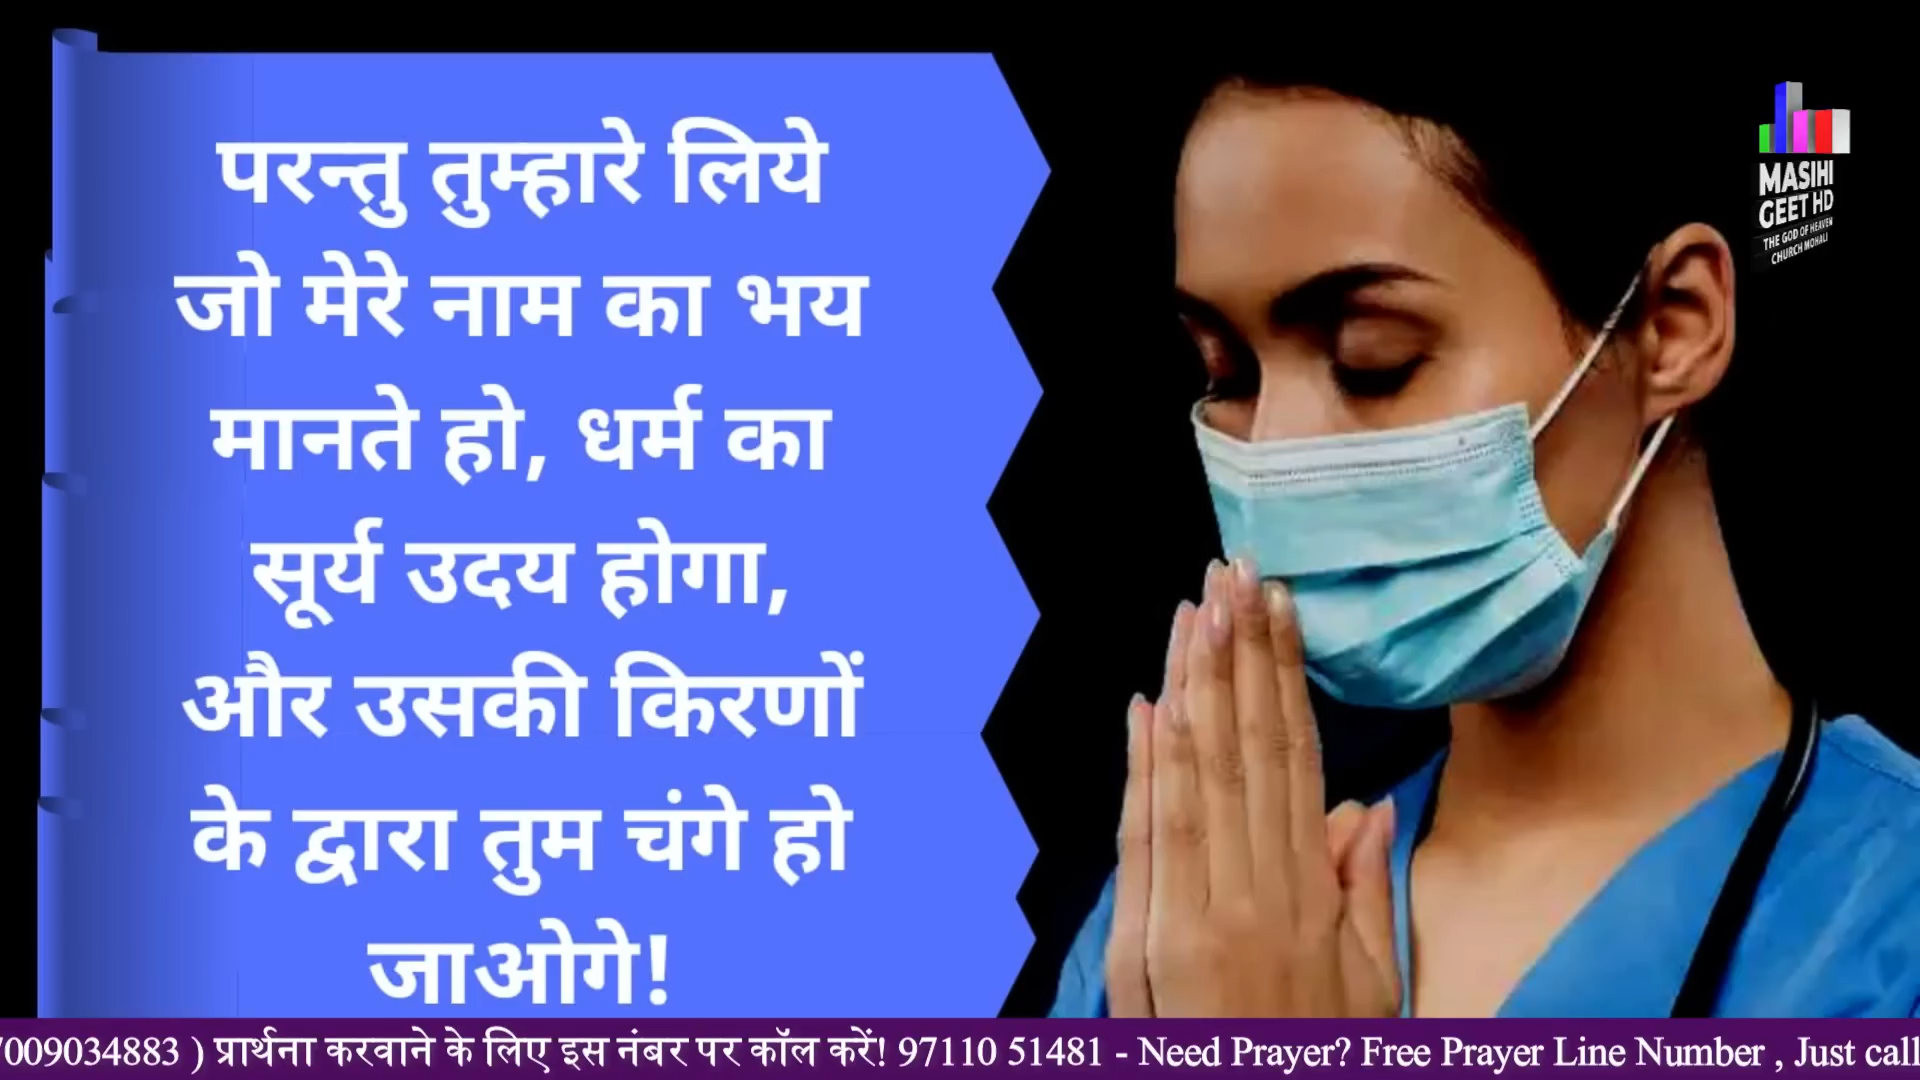 परन्तु तुम्हारे लिये
जो मेरे नाम का भय
मानते हो, धर्म का
सूर्य उदय होगा,
और उसकी किरणों
के द्वारा तुम चंगे हो
जाओगे!
MASIHI
GEET HD
THE GOD OF HEAVEN
CHURCH MOHALI
7009034883 ) प्रार्थना करवाने के लिए इस नंबर पर कॉल करें! 97110 51481 - Need Prayer? Free Prayer Line Number , Just call